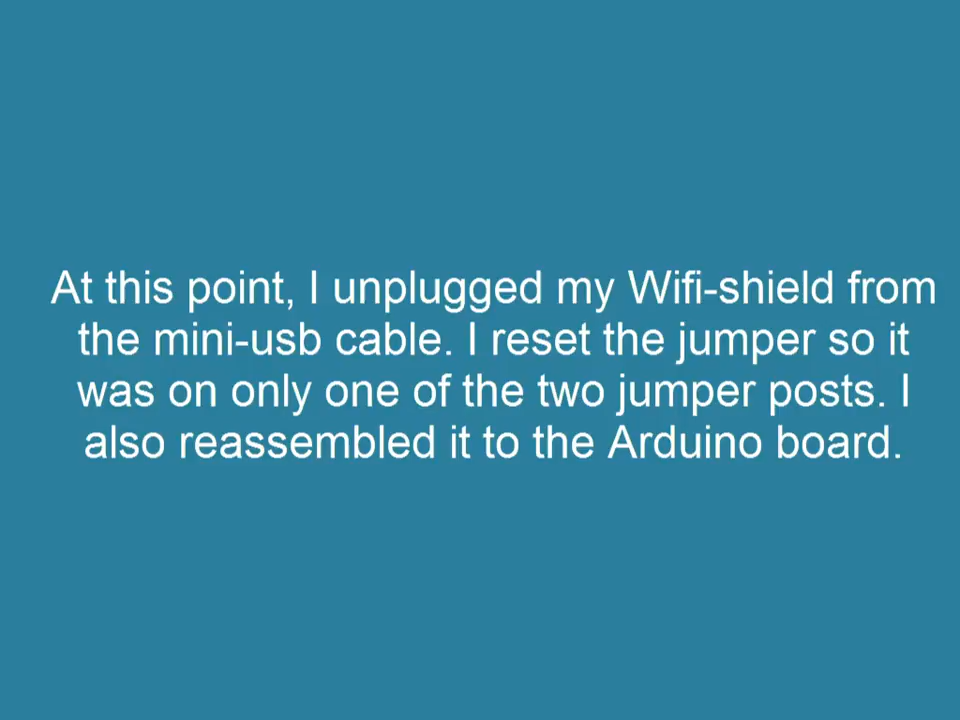 At this point, I unplugged my Wifi-shield from
the mini-usb cable. I reset the jumper so it
was on only one of the two jumper posts. I
also reassembled it to the Arduino board.